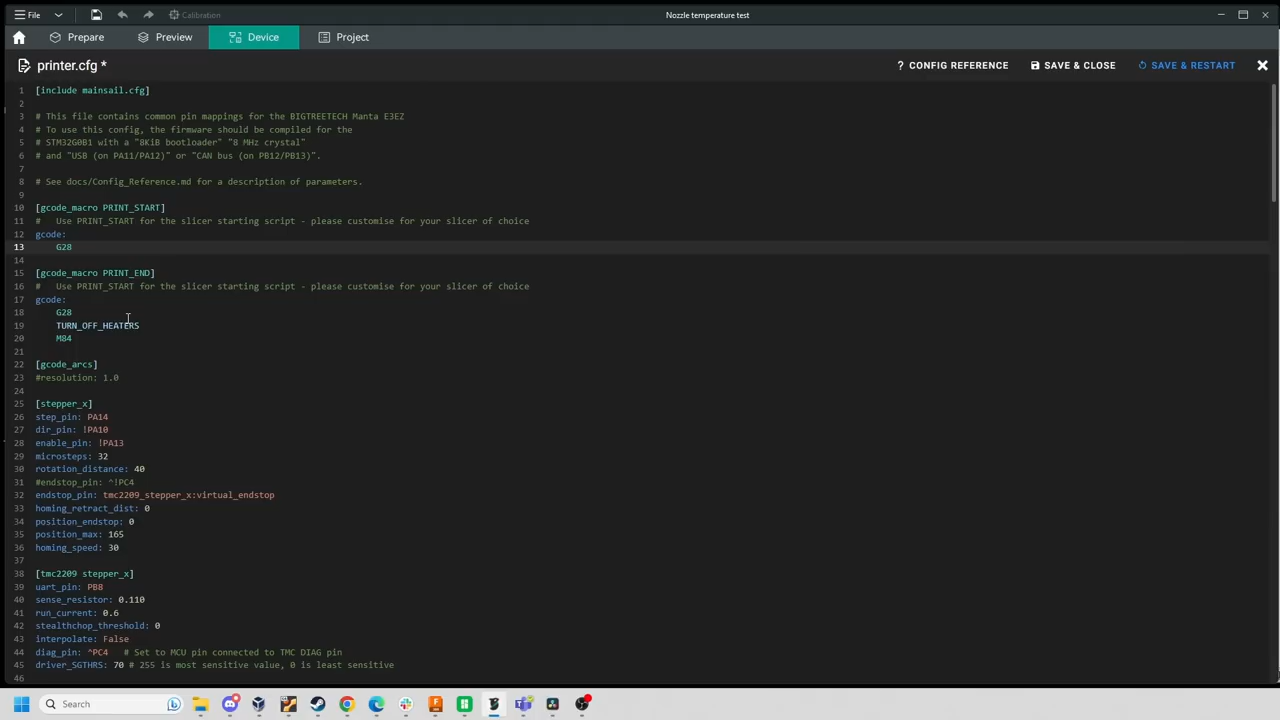 File
Calibration
Nozzle temperature test
Prepare
Preview
Device
Project
printer.cfg *
? CONFIG REFERENCE
SAVE & CLOSE
SAVE & RESTART
1 [include mainsail.cfg]
2
3 # This file contains common pin mappings for the BIGTREETECH Manta E3EZ
4 # To use this config, the firmware should be compiled for the
5 # STM32G0B1 with a "8KiB bootloader" "8 MHz crystal"
6 # and "USB (on PA11/PA12)" or "CAN bus (on PB12/PB13)".
7
8 # See docs/Config_Reference.md for a description of parameters.
9
10 [gcode_macro PRINT_START]
11 #   Use PRINT_START for the slicer starting script - please customise for your slicer of choice
12 gcode:
13 G28
14
15 [gcode_macro PRINT_END]
16 #   Use PRINT_START for the slicer starting script - please customise for your slicer of choice
17 gcode:
18 G28
19 TURN_OFF_HEATERS
20 M84
21
22 [gcode_arcs]
23 #resolution: 1.0
24
25 [stepper_x]
26 step_pin: PA14
27 dir_pin: !PA10
28 enable_pin: !PA13
29 microsteps: 32
30 rotation_distance: 40
31 #endstop_pin: ^!PC4
32 endstop_pin: tmc2209_stepper_x:virtual_endstop
33 homing_retract_dist: 0
34 position_endstop: 0
35 position_max: 165
36 homing_speed: 30
37
38 [tmc2209 stepper_x]
39 uart_pin: PB8
40 sense_resistor: 0.110
41 run_current: 0.6
42 stealthchop_threshold: 0
43 interpolate: False
44 diag_pin: ^PC4   # Set to MCU pin connected to TMC DIAG pin
45 driver_SGTHRS: 70 # 255 is most sensitive value, 0 is least sensitive
46
Search